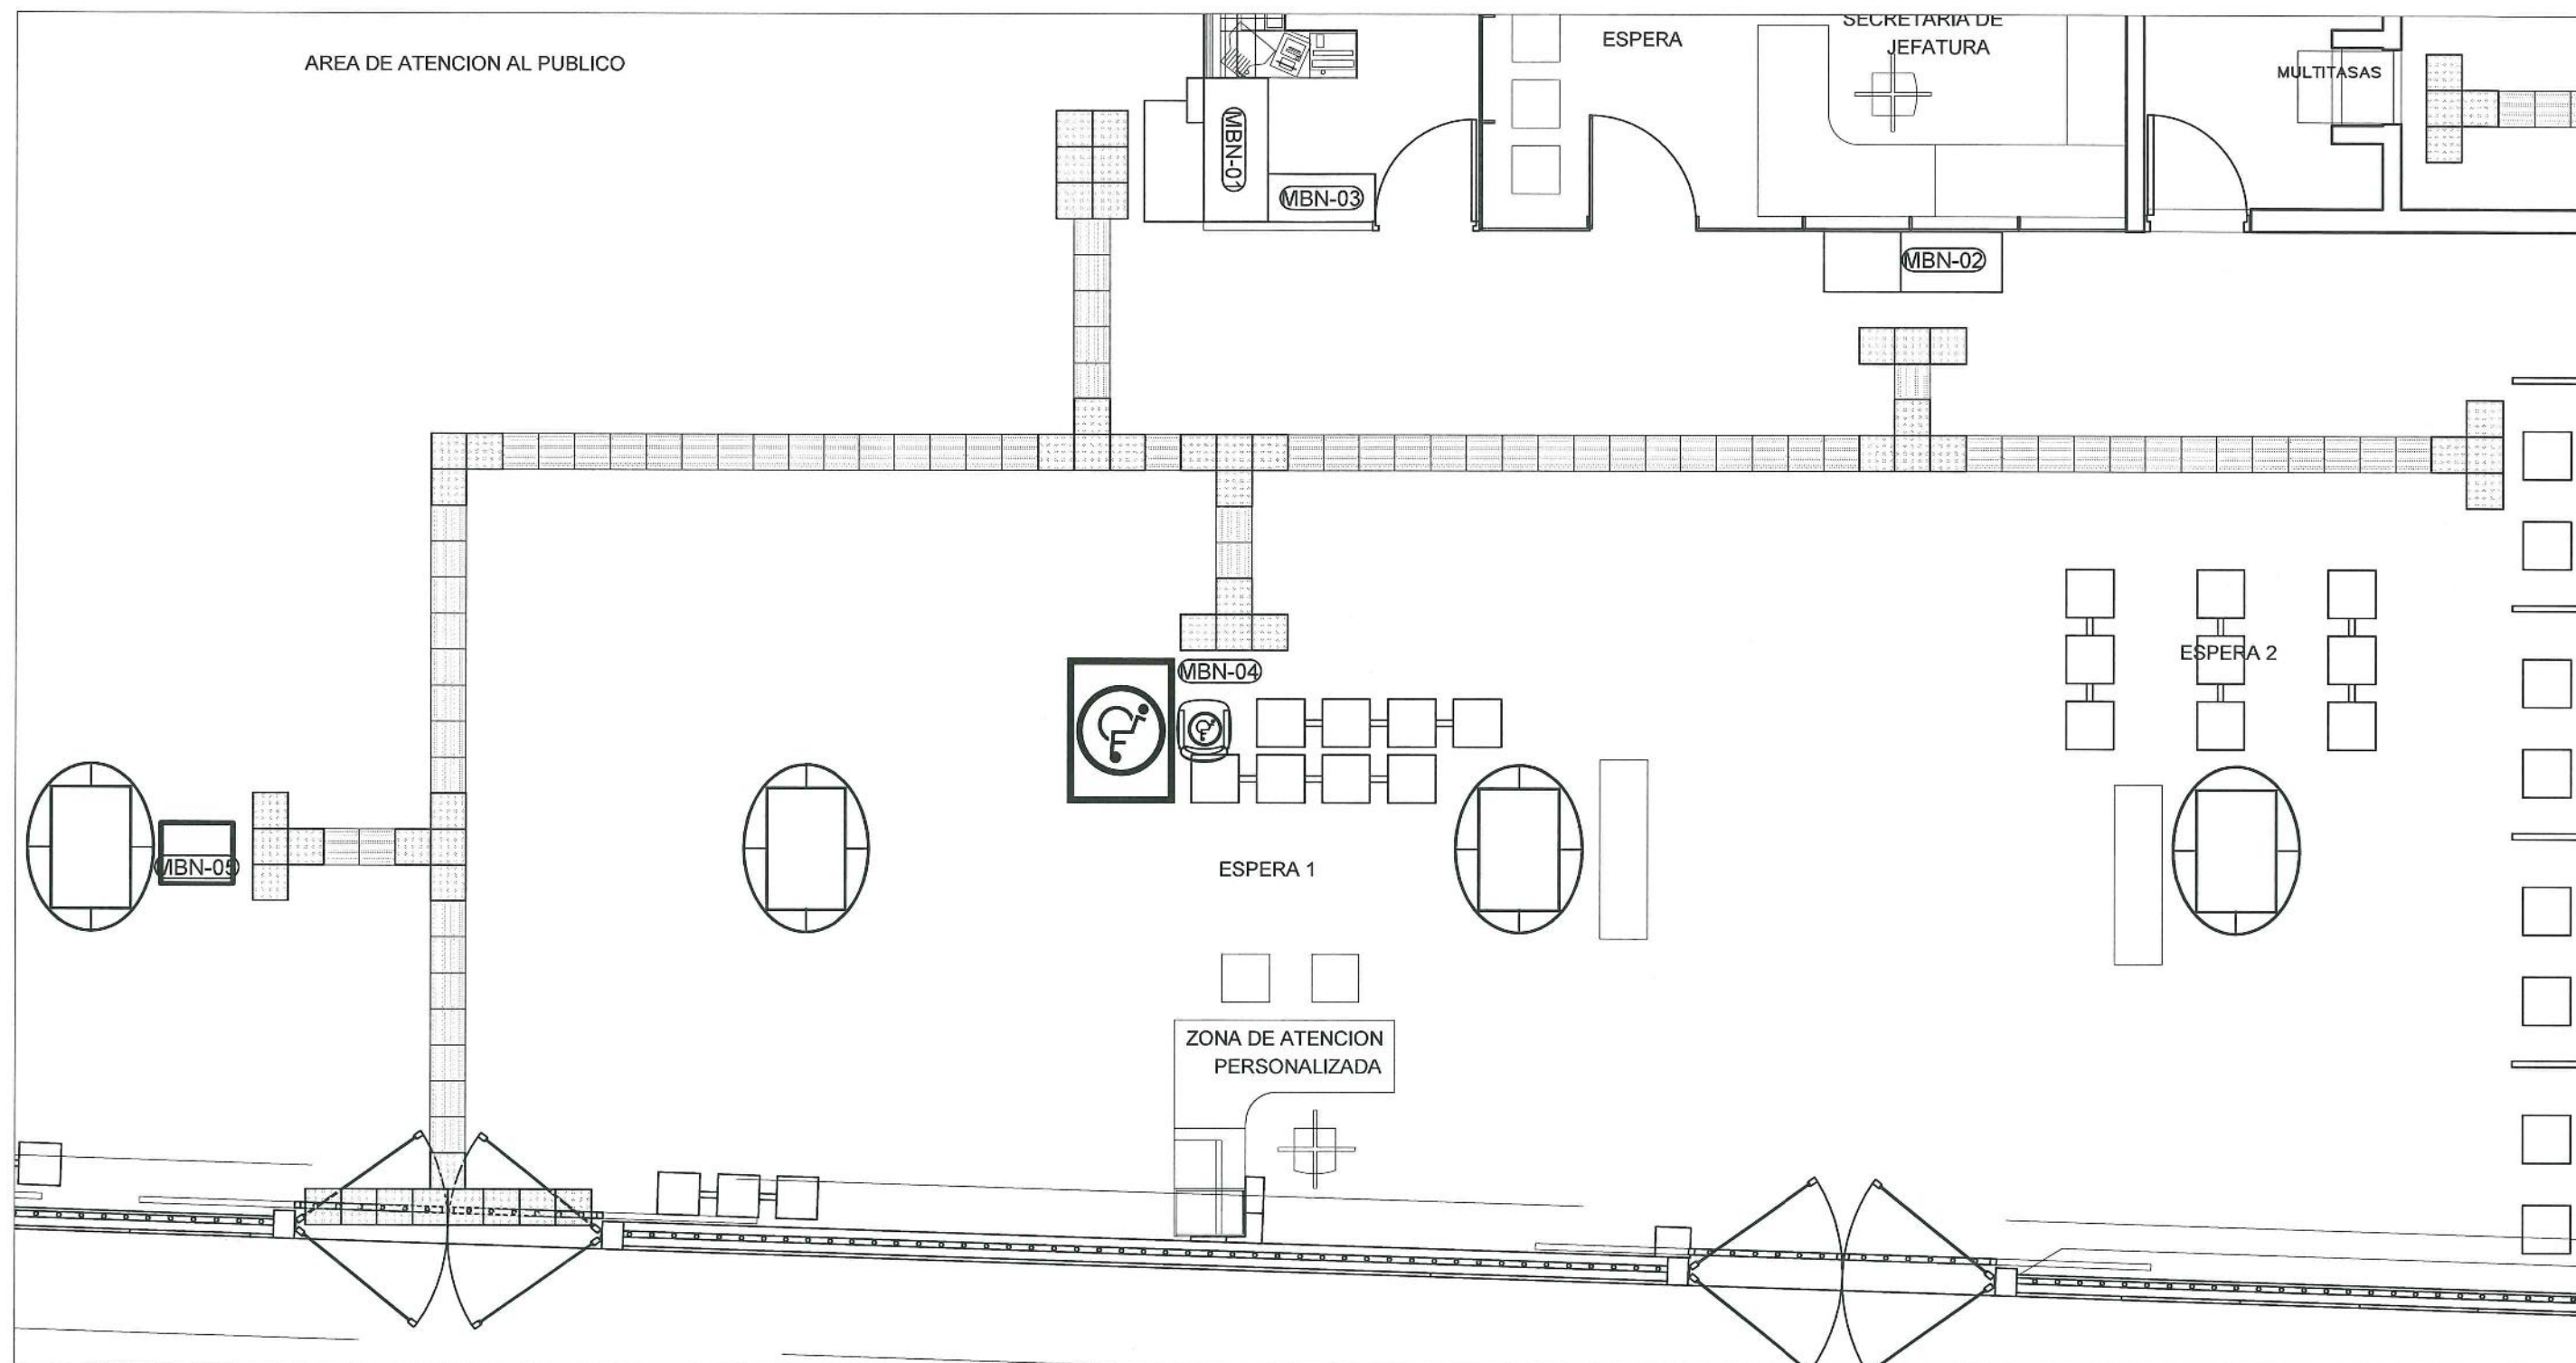 SECRETARIA DE
JEFATURA
ESPERA
AREA DE ATENCION AL PUBLICO
MULTITASAS
MBN-01
MBN-03
MBN-02
ESPERA 2
MBN-04
MBN-05
ESPERA 1
ZONA DE ATENCION
PERSONALIZADA